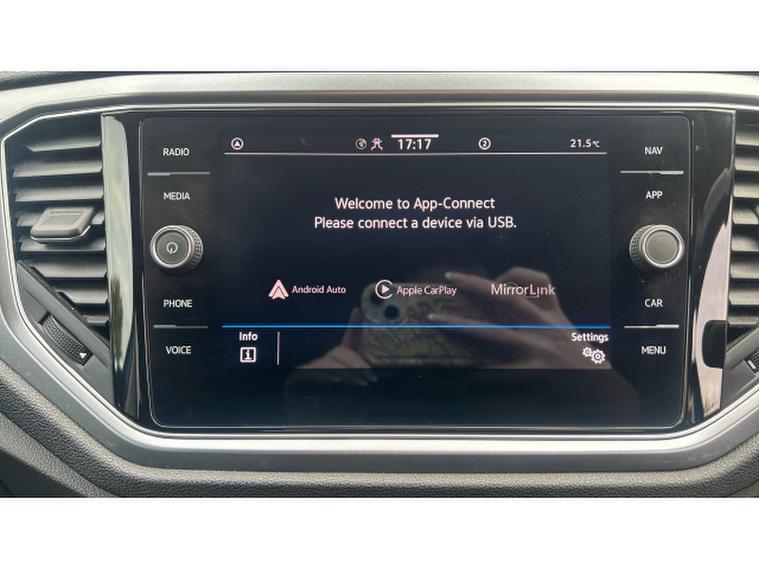 RADIO
MEDIA
PHONE
VOICE
17:17
2
21.5°C
Welcome to App-Connect
Please connect a device via USB.
Android Auto
Apple CarPlay
MirrorLink
Info
Settings
NAV
APP
CAR
MENU